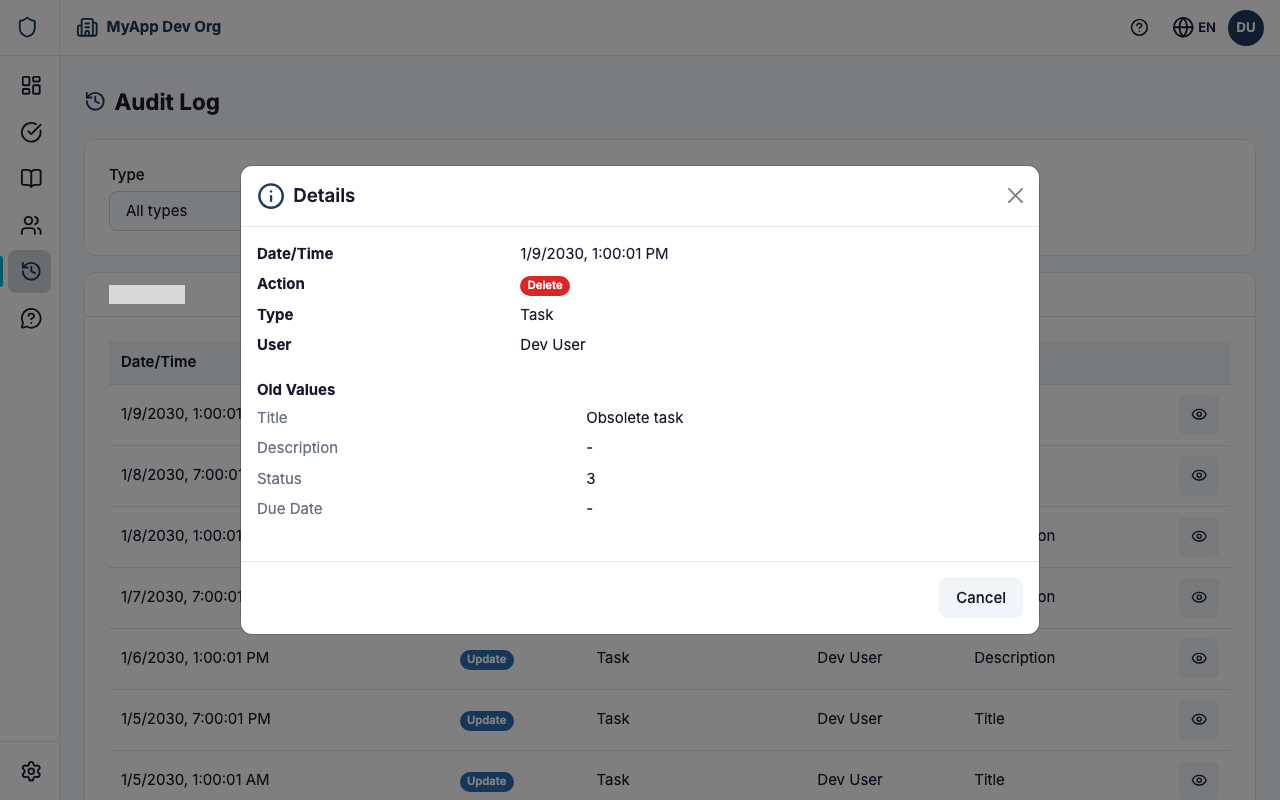 MyApp Dev Org
EN
DU
Audit Log
Type
All types
Details
Date/Time 1/9/2030, 1:00:01 PM
Action Delete
Type Task
User Dev User
Old Values
Title Obsolete task
Description -
Status 3
Due Date -
Cancel
Date/Time
1/9/2030, 1:00:01
1/8/2030, 7:00:01
1/8/2030, 1:00:01 on
1/7/2030, 7:00:01 on
1/6/2030, 1:00:01 PM Update Task Dev User Description
1/5/2030, 7:00:01 PM Update Task Dev User Title
1/5/2030, 1:00:01 AM Update Task Dev User Title